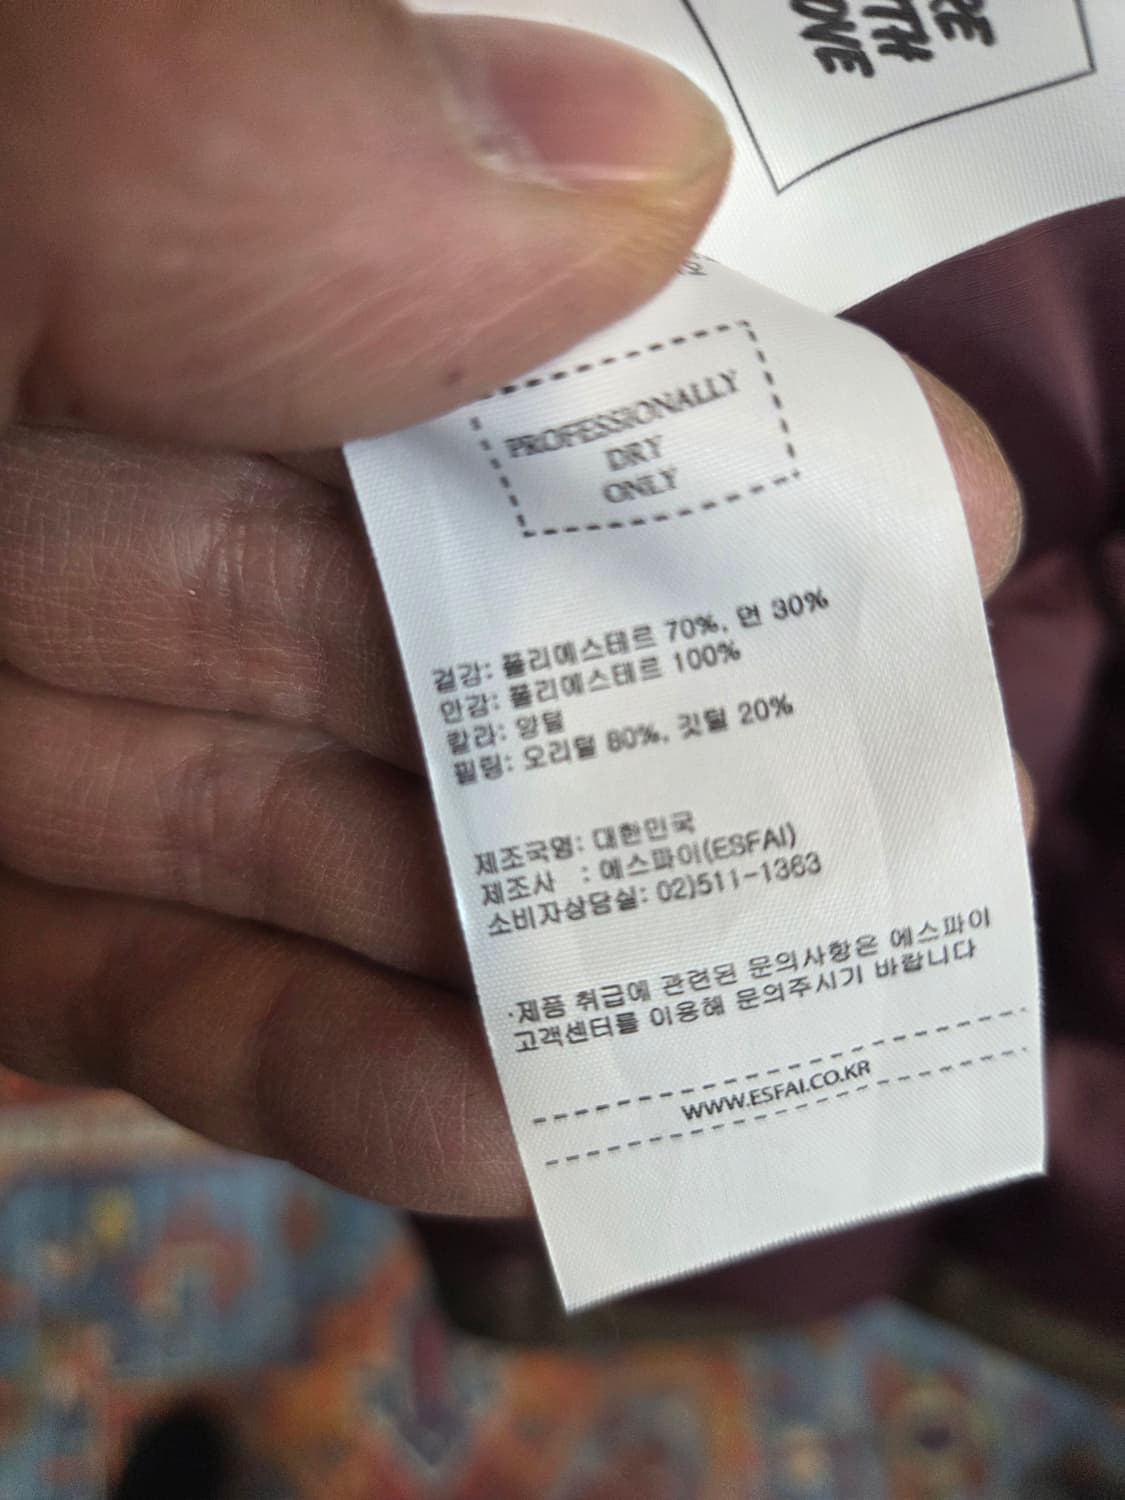 PROFESSIONALLY
DRY
ONLY
겉감: 폴리에스테르 70%, 면 30%
안감: 폴리에스테르 100%
칼라: 양털
필링: 오리털 80%, 깃털 20%
제조국명: 대한민국
제조사 : 에스파이(ESFAI)
소비자상담실: 02)511-1363
·제품 취급에 관련된 문의사항은 에스파이
고객센터를 이용해 문의주시기 바랍니다
WWW.ESFAI.CO.KR